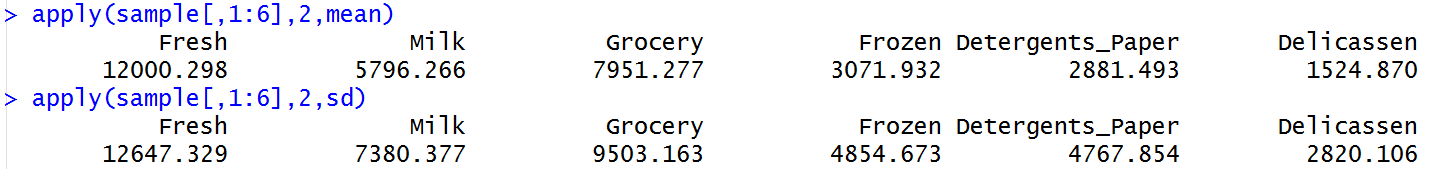 > apply(sample[,1:6],2,mean)
Fresh Milk Grocery Frozen Detergents_Paper Delicassen
12000.298 5796.266 7951.277 3071.932 2881.493 1524.870
> apply(sample[,1:6],2,sd)
Fresh Milk Grocery Frozen Detergents_Paper Delicassen
12647.329 7380.377 9503.163 4854.673 4767.854 2820.106